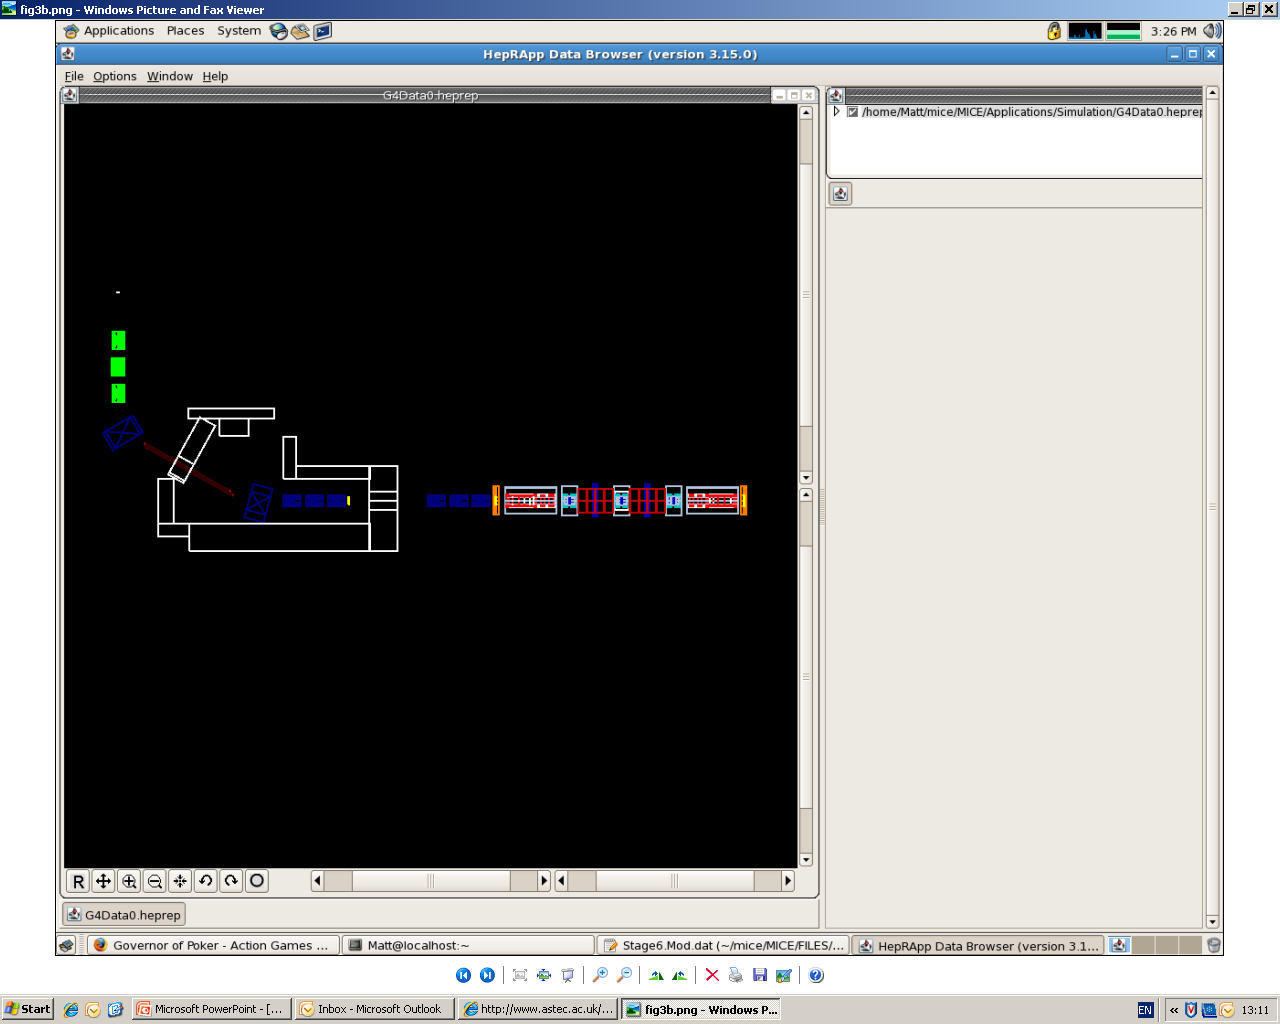 fig3b.png - Windows Picture and Fax Viewer
Applications Places System 3:26 PM
HepRApp Data Browser (version 3.15.0)
File Options Window Help
G4Data0.heprep
/home/Matt/mice/MICE/Applications/Simulation/G4Data0.heprep
R
G4Data0.heprep
Governor of Poker - Action Games ... Matt@localhost:~ Stage6.Mod.dat (~/mice/MICE/FILES/... HepRApp Data Browser (version 3.1...
Start Microsoft PowerPoint - [... Inbox - Microsoft Outlook http://www.astec.ac.uk/... fig3b.png - Windows P... EN « 13:11